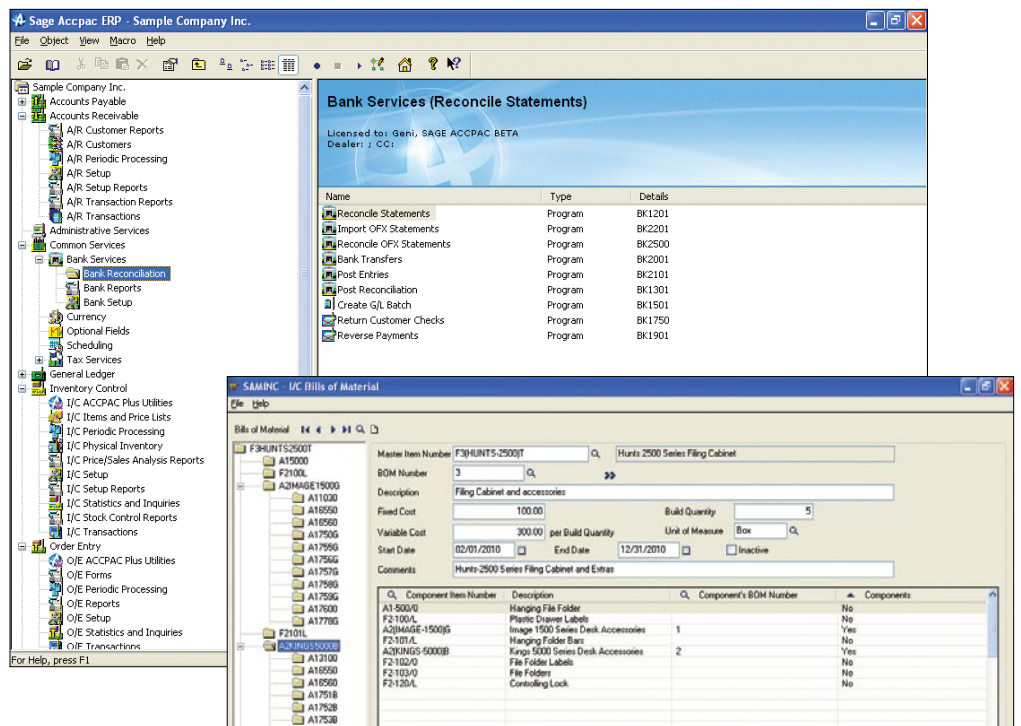 Sage Accpac ERP - Sample Company Inc.
File Object View Macro Help
Sample Company Inc.
Accounts Payable
Accounts Receivable
A/R Customer Reports
A/R Customers
A/R Periodic Processing
A/R Setup
A/R Setup Reports
A/R Transaction Reports
A/R Transactions
Administrative Services
Common Services
Bank Services
Bank Reconciliation
Bank Reports
Bank Setup
Currency
Optional Fields
Scheduling
Tax Services
General Ledger
Inventory Control
I/C ACCPAC Plus Utilities
I/C Items and Price Lists
I/C Periodic Processing
I/C Physical Inventory
I/C Price/Sales Analysis Reports
I/C Setup
I/C Setup Reports
I/C Statistics and Inquiries
I/C Stock Control Reports
I/C Transactions
Order Entry
O/E ACCPAC Plus Utilities
O/E Forms
O/E Periodic Processing
O/E Reports
O/E Setup
O/E Statistics and Inquiries
O/E Transactions
For Help, press F1
Bank Services (Reconcile Statements)
Licensed to: Geni, SAGE ACCPAC BETA
Dealer: ; CC:
Name Type Details
Reconcile Statements Program BK1201
Import OFX Statements Program BK2201
Reconcile OFX Statements Program BK2500
Bank Transfers Program BK2001
Post Entries Program BK2101
Post Reconciliation Program BK1301
Create G/L Batch Program BK1501
Return Customer Checks Program BK1750
Reverse Payments Program BK1901
SAMINC - I/C Bills of Material
File Help
Bills of Material
F3HUNTS2500T
A15000
F2100L
A2IMAGE1500G
A11030
A16550
A16560
A1750G
A1755G
A1756G
A1757G
A1758G
A1759G
A17600
A1778G
F2101L
A2KINGS5000B
A13100
A16550
A16560
A1751B
A1752B
A1753B
Master Item Number F3|HUNTS-2500|T Hunts 2500 Series Filing Cabinet
BOM Number 3
Description Filing Cabinet and accessories
Fixed Cost 100.00 Build Quantity 5
Variable Cost 300.00 per Build Quantity Unit of Measure Box
Start Date 02/01/2010 End Date 12/31/2010 Inactive
Comments Hunts-2500 Series Filing Cabinet and Extras
Component Item Number Description Component's BOM Number Components
A1-500/0 Hanging File Folder No
F2-100/L Plastic Drawer Labels No
A2|IMAGE-1500|G Image 1500 Series Desk Accessories 1 Yes
F2-101/L Hanging Folder Bars No
A2|KINGS-5000|B Kings 5000 Series Desk Accessories 2 Yes
F2-102/0 File Folder Labels No
F2-103/0 File Folders No
F2-120/L Controlling Lock No